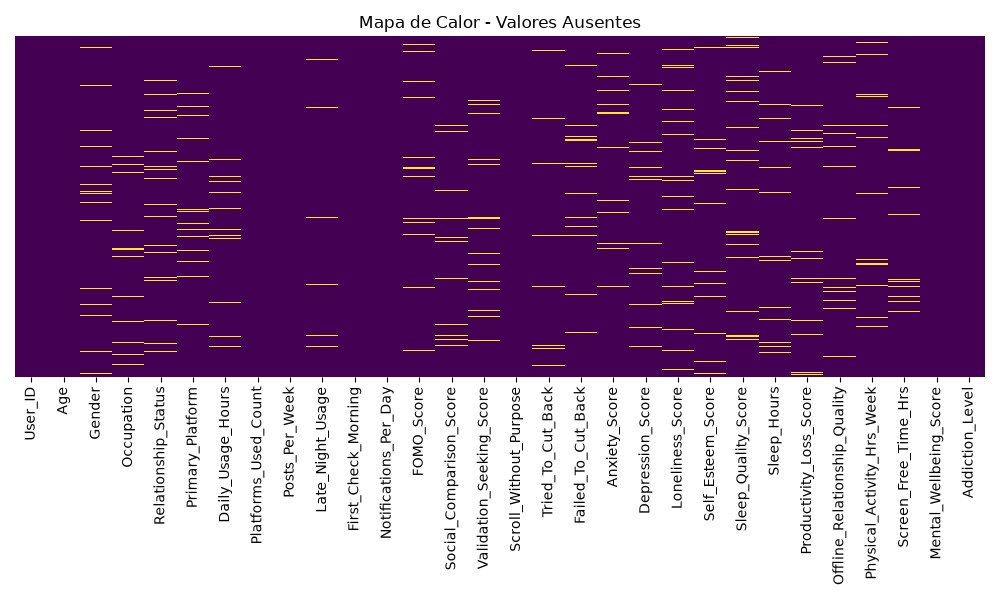 Mapa de Calor - Valores Ausentes
User_ID
Age
Gender
Occupation
Relationship_Status
Primary_Platform
Daily_Usage_Hours
Platforms_Used_Count
Posts_Per_Week
Late_Night_Usage
First_Check_Morning
Notifications_Per_Day
FOMO_Score
Social_Comparison_Score
Validation_Seeking_Score
Scroll_Without_Purpose
Tried_To_Cut_Back
Failed_To_Cut_Back
Anxiety_Score
Depression_Score
Loneliness_Score
Self_Esteem_Score
Sleep_Quality_Score
Sleep_Hours
Productivity_Loss_Score
Offline_Relationship_Quality
Physical_Activity_Hrs_Week
Screen_Free_Time_Hrs
Mental_Wellbeing_Score
Addiction_Level